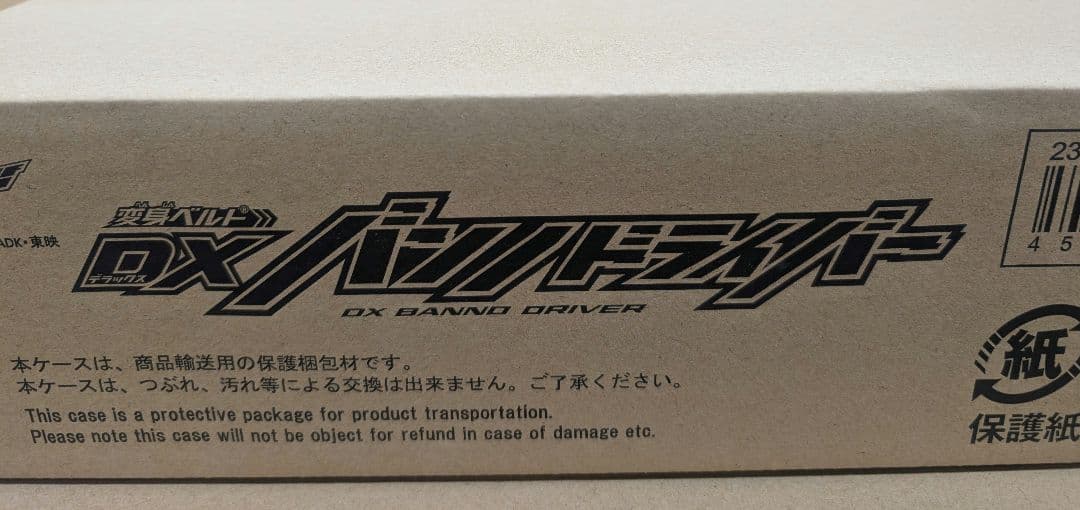 変身ベルト®
DX バンノドライバー
デラックス
DX BANNO DRIVER
ADK・東映
本ケースは、商品輸送用の保護梱包材です。
本ケースは、つぶれ、汚れ等による交換は出来ません。ご了承ください。
This case is a protective package for product transportation.
Please note this case will not be object for refund in case of damage etc.
23
4 5
紙
保護紙